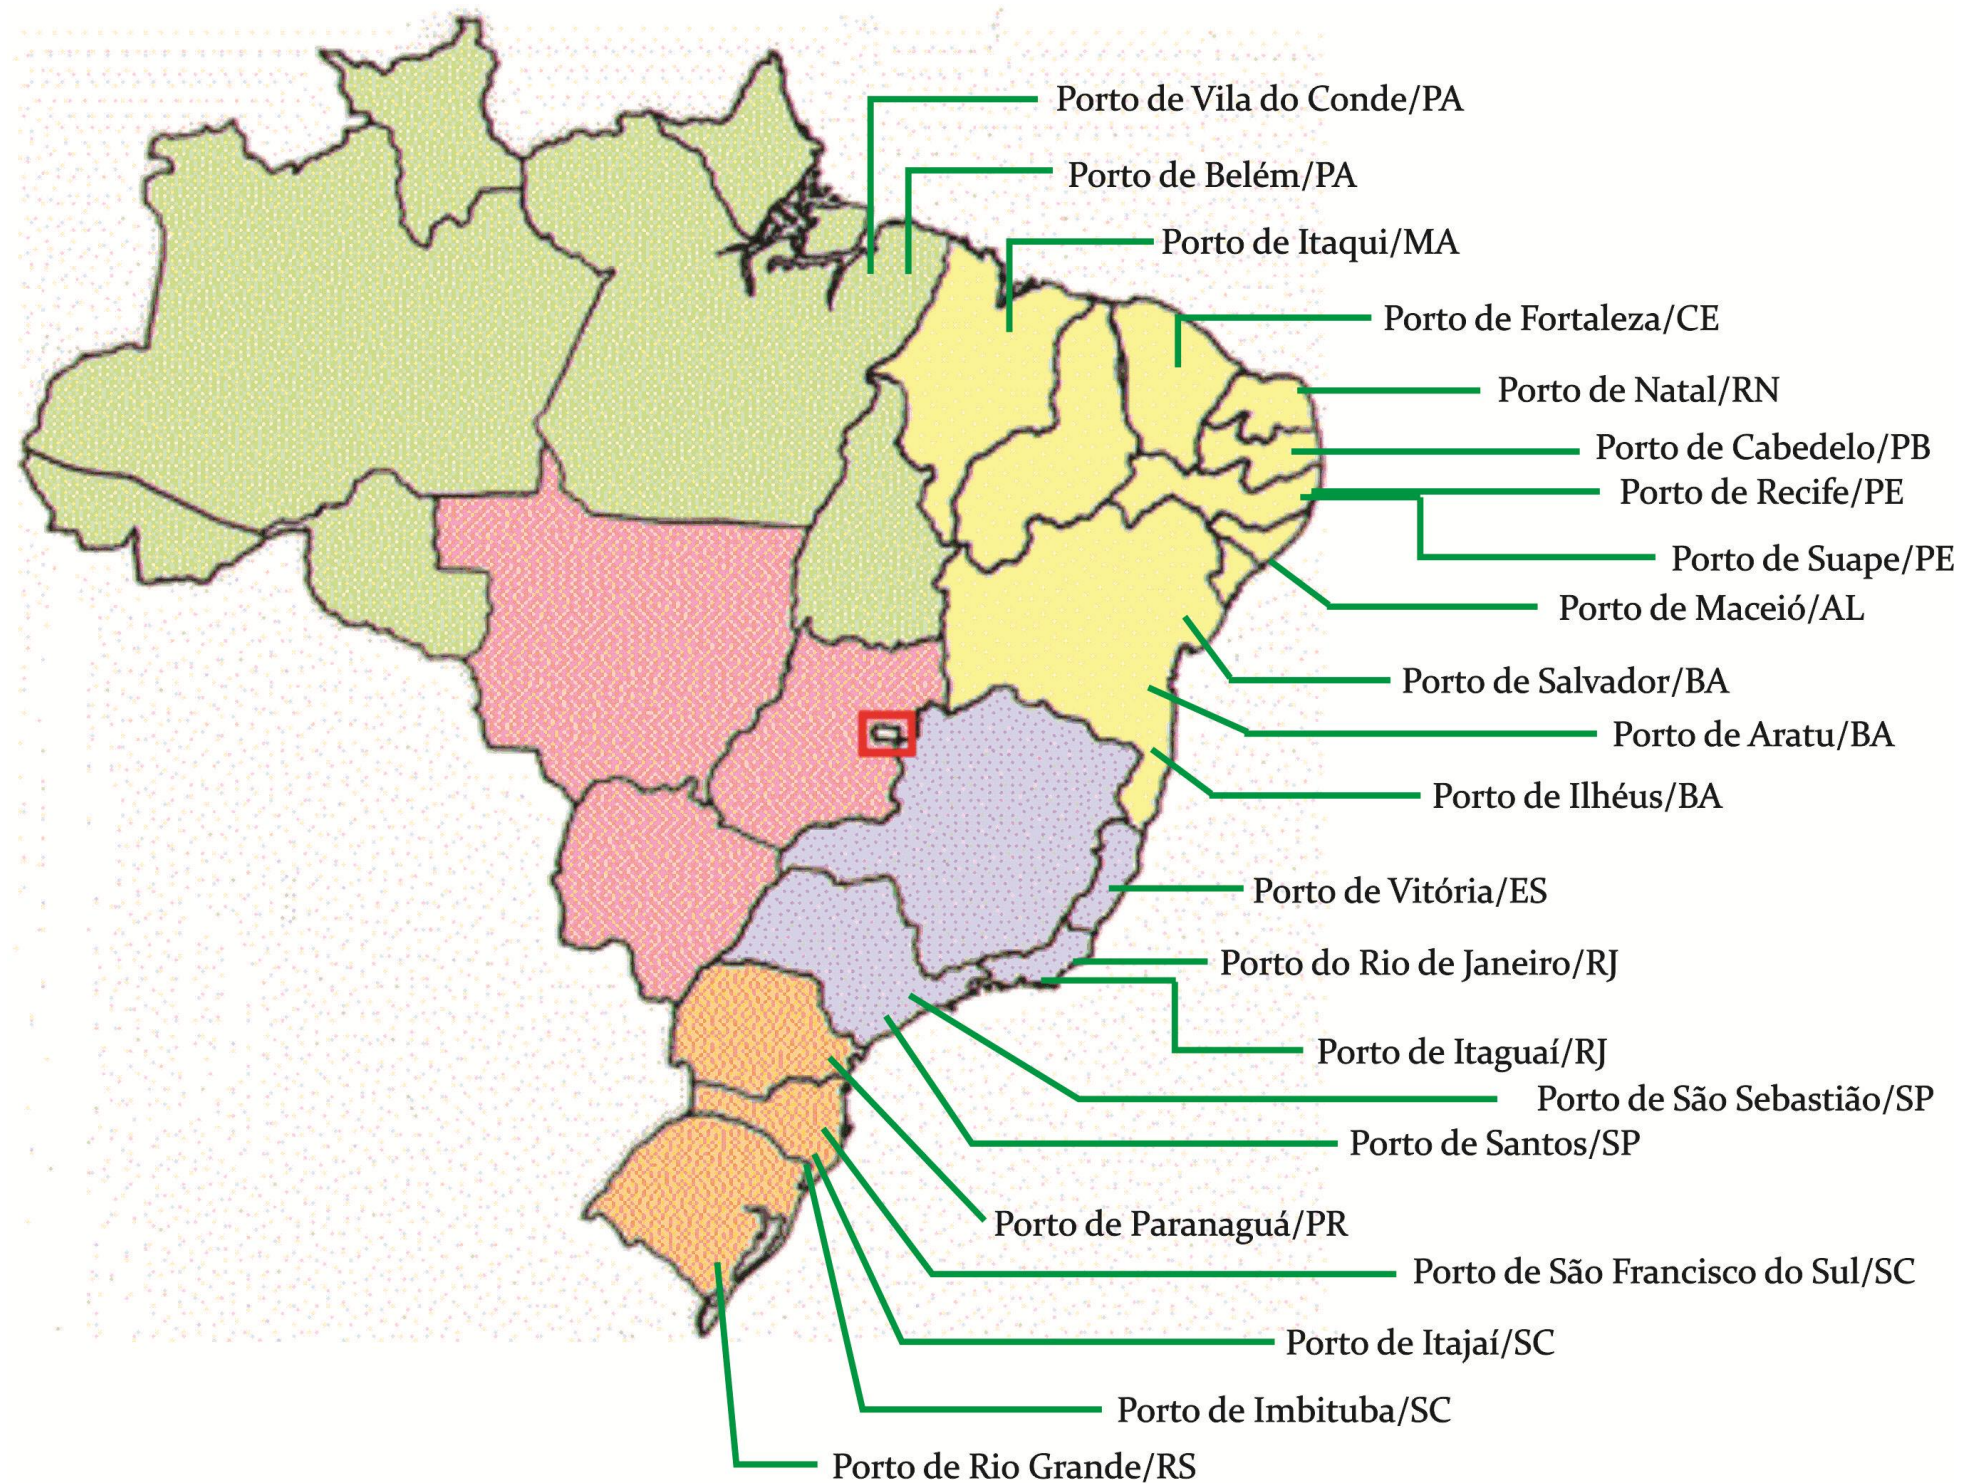 Porto de Vila do Conde/PA
Porto de Belém/PA
Porto de Itaqui/MA
Porto de Fortaleza/CE
Porto de Natal/RN
Porto de Cabedelo/PB
Porto de Recife/PE
Porto de Suape/PE
Porto de Maceió/AL
Porto de Salvador/BA
Porto de Aratu/BA
Porto de Ilhéus/BA
Porto de Vitória/ES
Porto do Rio de Janeiro/RJ
Porto de Itaguaí/RJ
Porto de São Sebastião/SP
Porto de Santos/SP
Porto de Paranaguá/PR
Porto de São Francisco do Sul/SC
Porto de Itajaí/SC
Porto de Imbituba/SC
Porto de Rio Grande/RS